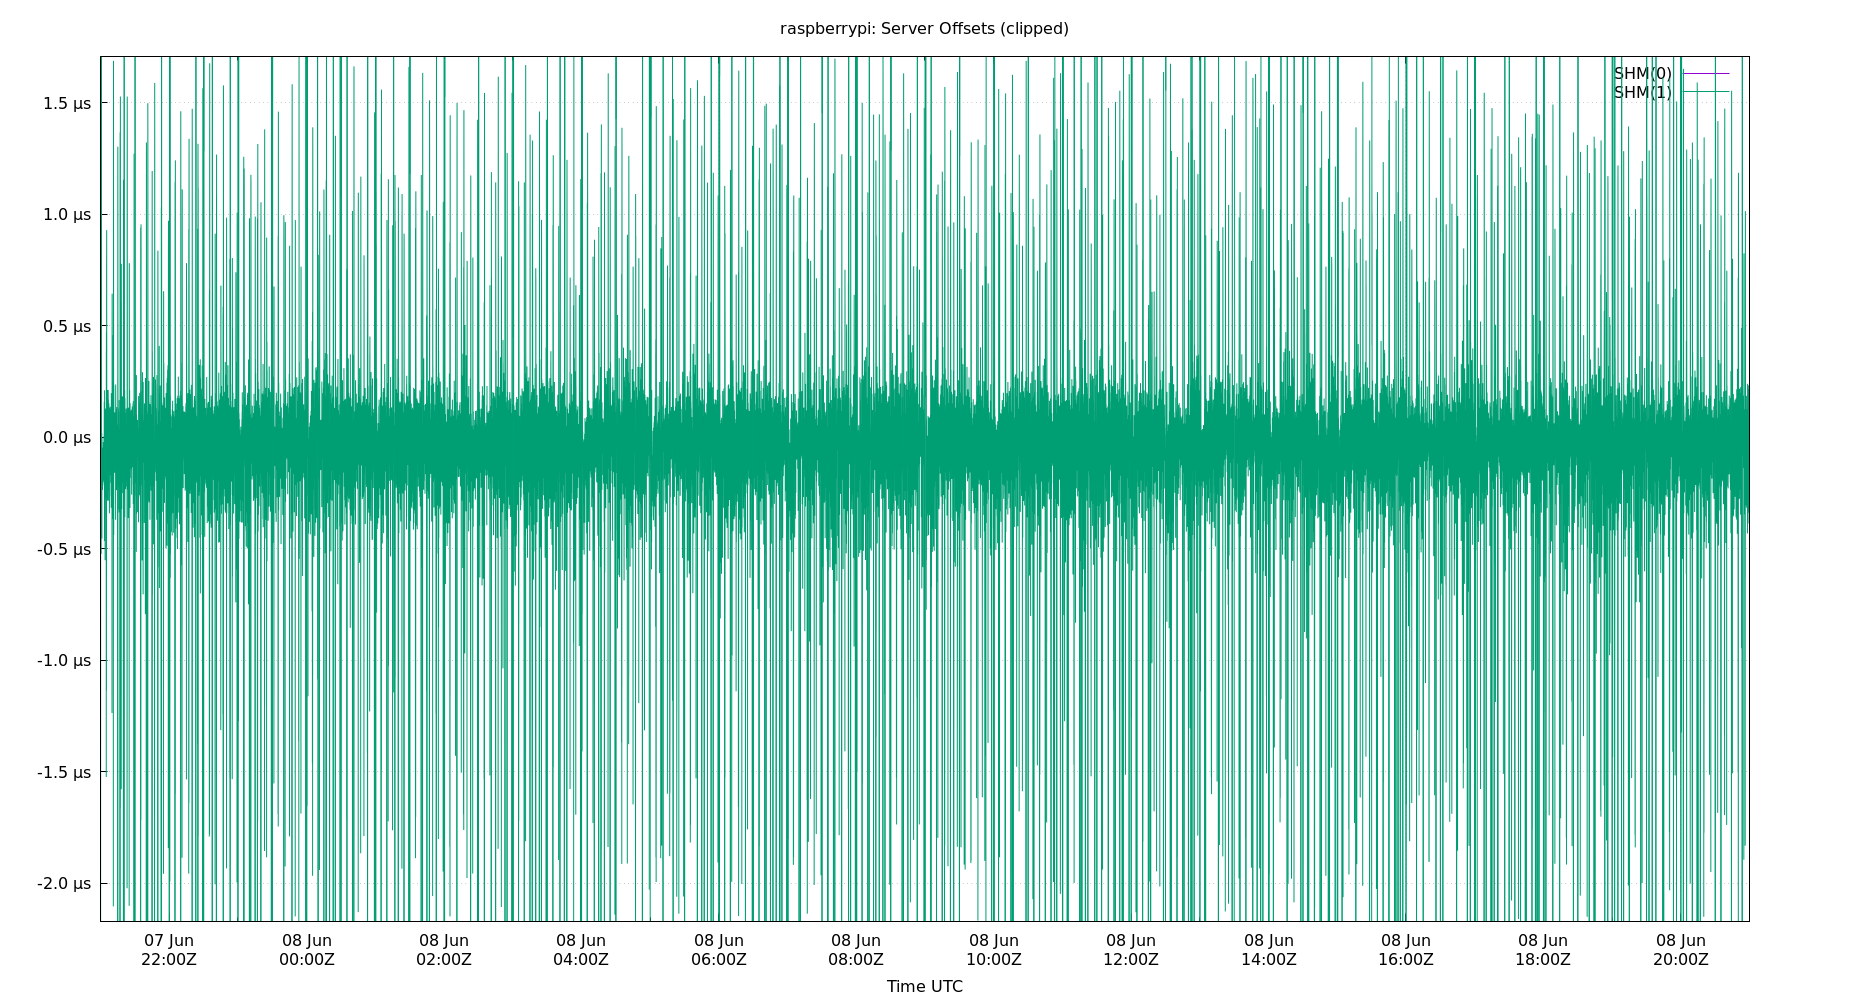 raspberrypi: Server Offsets (clipped)
SHM(0)
SHM(1)
1.5 µs
1.0 µs
0.5 µs
0.0 µs
-0.5 µs
-1.0 µs
-1.5 µs
-2.0 µs
07 Jun 08 Jun 08 Jun 08 Jun 08 Jun 08 Jun 08 Jun 08 Jun 08 Jun 08 Jun 08 Jun 08 Jun
22:00Z 00:00Z 02:00Z 04:00Z 06:00Z 08:00Z 10:00Z 12:00Z 14:00Z 16:00Z 18:00Z 20:00Z
Time UTC